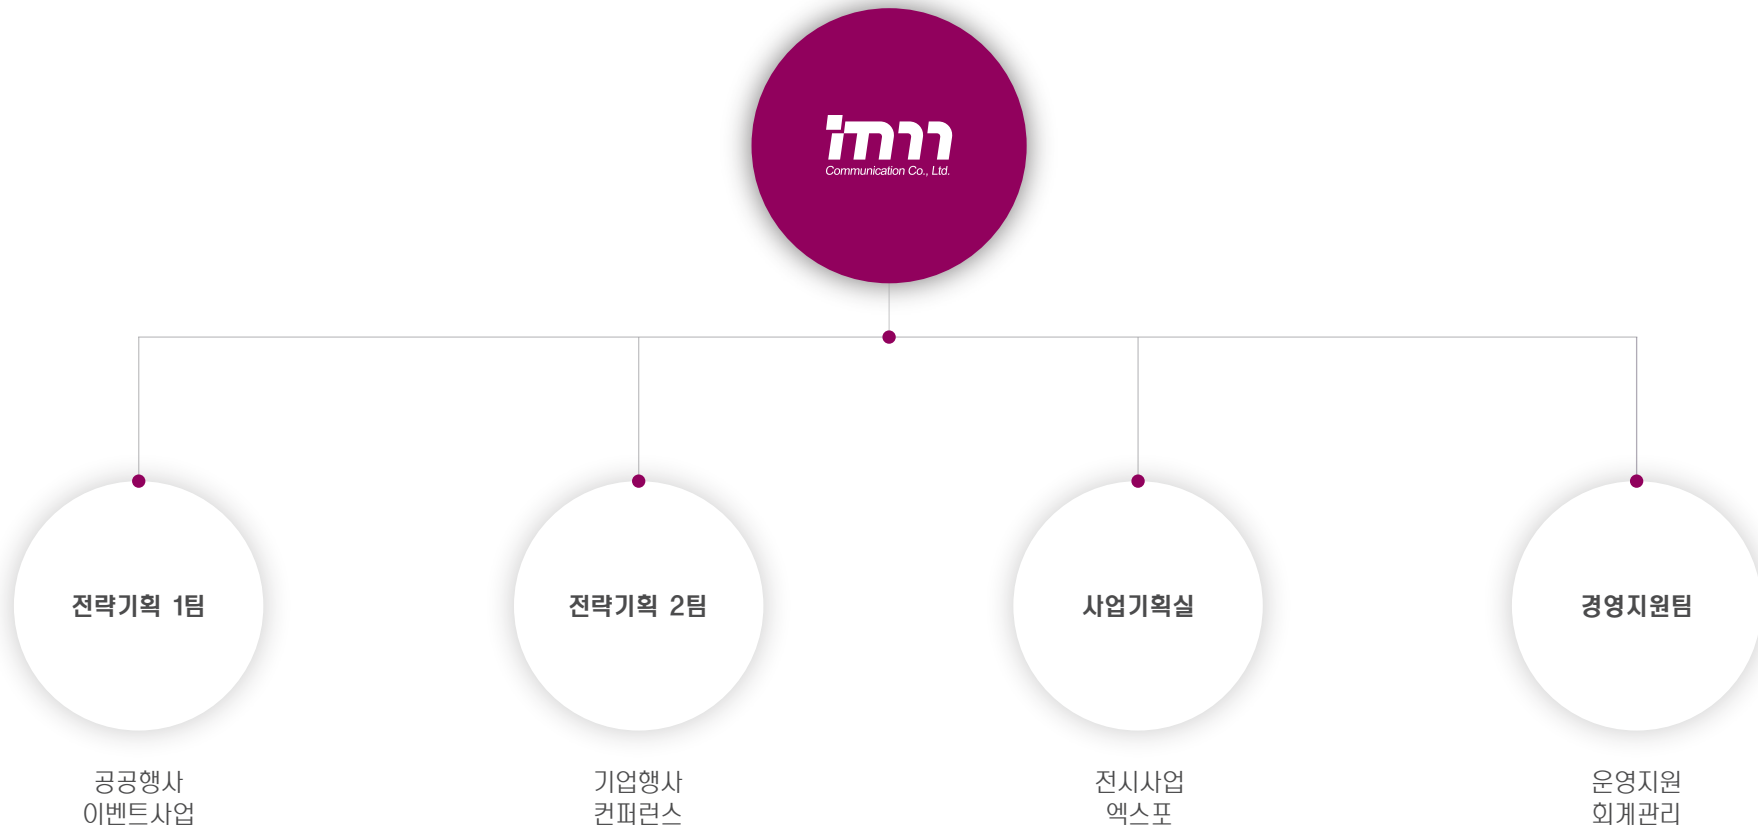 imm
Communication Co., Ltd.
전략기획 1팀
전략기획 2팀
사업기획실
경영지원팀
공공행사
이벤트사업
기업행사
컨퍼런스
전시사업
엑스포
운영지원
회계관리